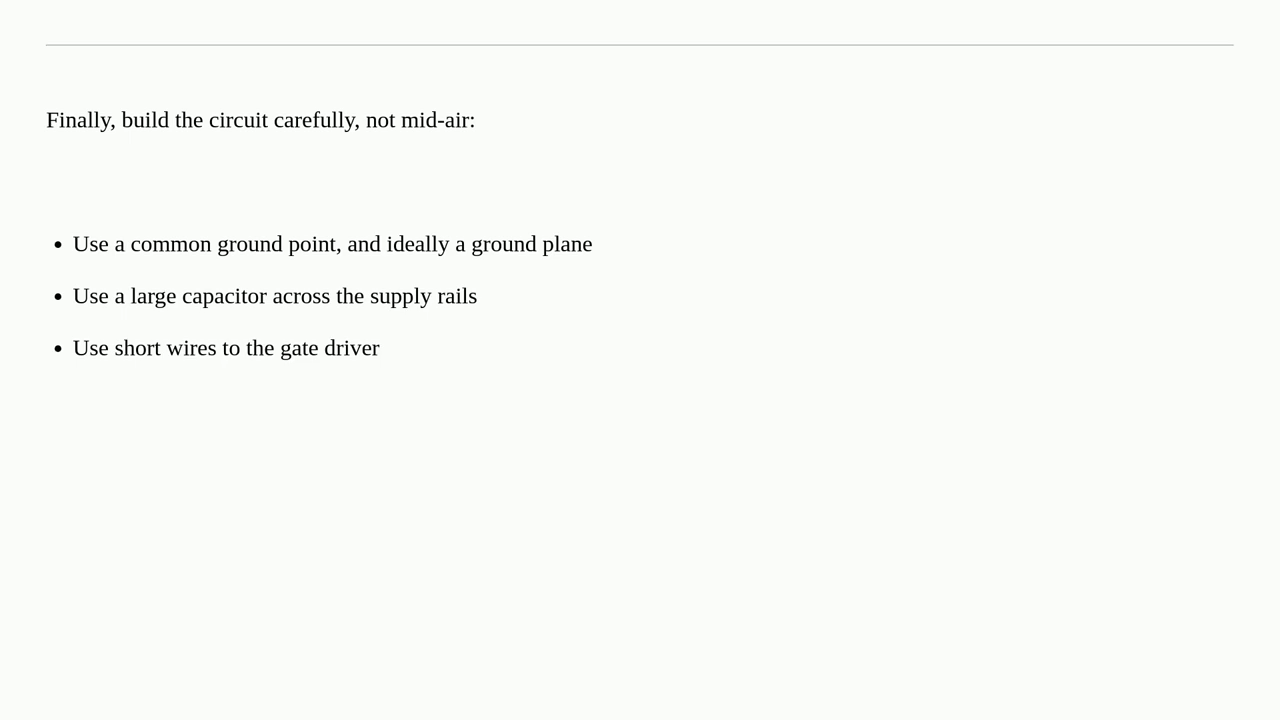 Finally, build the circuit carefully, not mid-air:
• Use a common ground point, and ideally a ground plane
• Use a large capacitor across the supply rails
• Use short wires to the gate driver